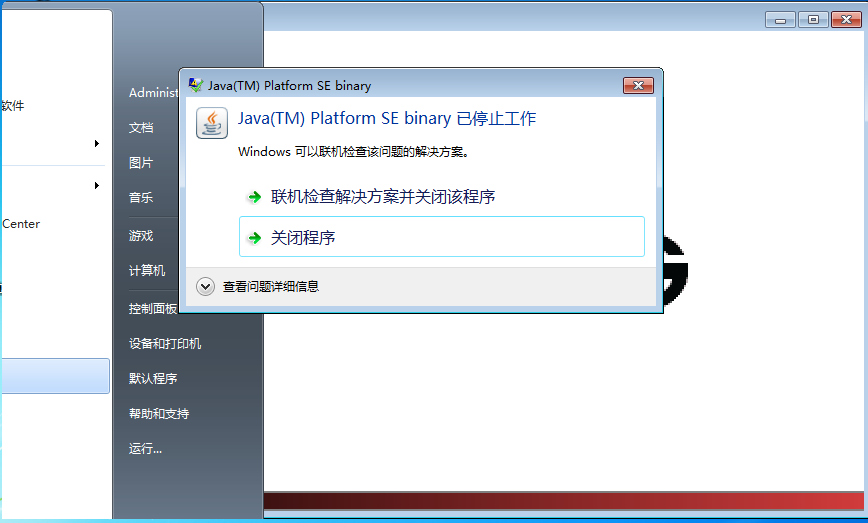 软件
Center
Administ
文档
图片
音乐
游戏
计算机
控制面板
设备和打印机
默认程序
帮助和支持
运行...
Java(TM) Platform SE binary
Java(TM) Platform SE binary 已停止工作
Windows 可以联机检查该问题的解决方案。
联机检查解决方案并关闭该程序
关闭程序
查看问题详细信息